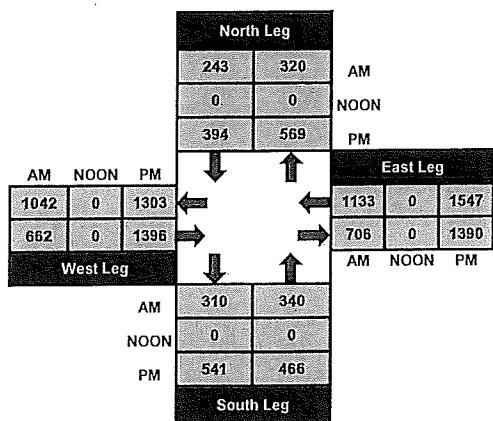 North Leg
243 320 AM
0 0 NOON
394 569 PM
AM NOON PM
East Leg
1042 0 1303
1133 0 1547
662 0 1396
706 0 1390
West Leg
AM NOON PM
AM 310 340
NOON 0 0
PM 541 466
South Leg